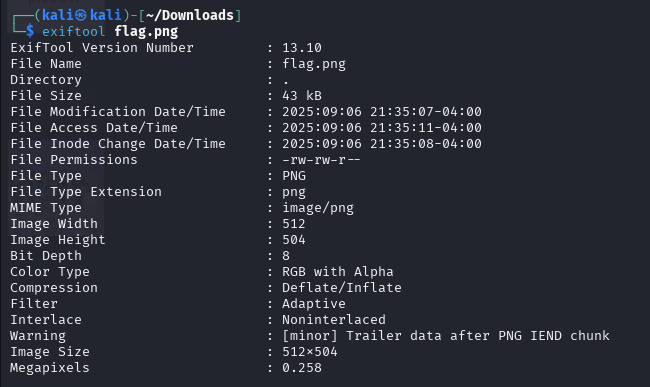 ┌──(kali㉿kali)-[~/Downloads]
└─$ exiftool flag.png
ExifTool Version Number         : 13.10
File Name                       : flag.png
Directory                       : .
File Size                       : 43 kB
File Modification Date/Time     : 2025:09:06 21:35:07-04:00
File Access Date/Time           : 2025:09:06 21:35:11-04:00
File Inode Change Date/Time     : 2025:09:06 21:35:08-04:00
File Permissions                : -rw-rw-r--
File Type                       : PNG
File Type Extension             : png
MIME Type                       : image/png
Image Width                     : 512
Image Height                    : 504
Bit Depth                       : 8
Color Type                      : RGB with Alpha
Compression                     : Deflate/Inflate
Filter                          : Adaptive
Interlace                       : Noninterlaced
Warning                         : [minor] Trailer data after PNG IEND chunk
Image Size                      : 512×504
Megapixels                      : 0.258